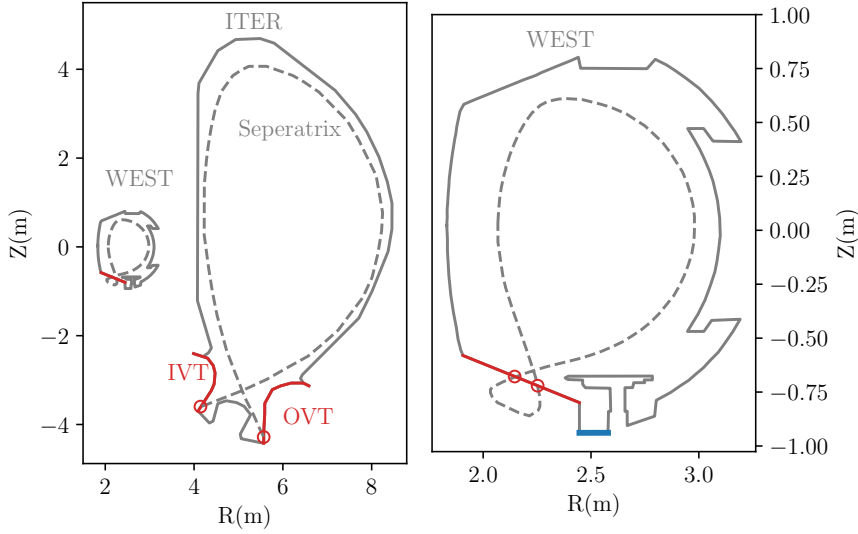 ITER
Seperatrix
WEST
IVT
OVT
4
2
0
−2
−4
Z(m)
2
4
6
8
R(m)
WEST
1.00
0.75
0.50
0.25
0.00
−0.25
−0.50
−0.75
−1.00
Z(m)
2.0
2.5
3.0
R(m)